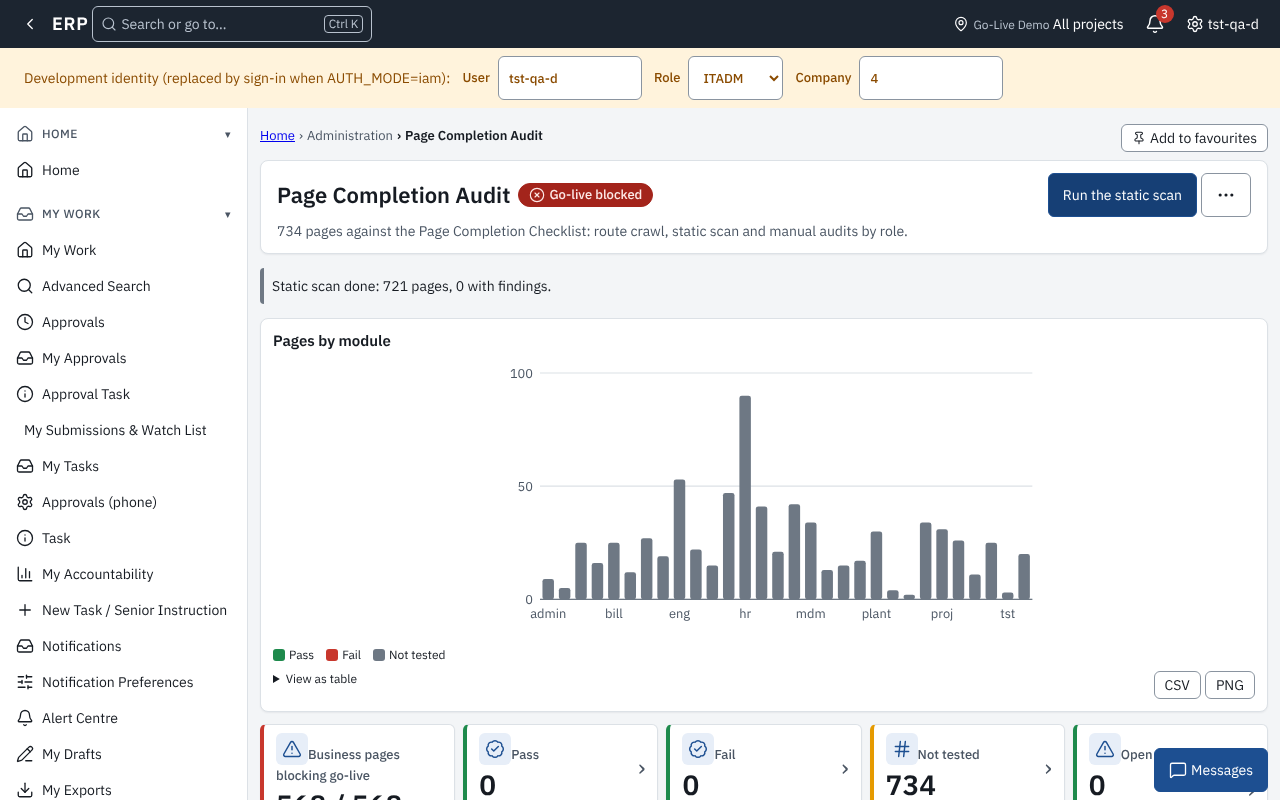 ERP
Search or go to...
Ctrl K
Go-Live Demo All projects
3
tst-qa-d
Development identity (replaced by sign-in when AUTH_MODE=iam):
User
tst-qa-d
Role
ITADM
Company
4
HOME
Home
MY WORK
My Work
Advanced Search
Approvals
My Approvals
Approval Task
My Submissions & Watch List
My Tasks
Approvals (phone)
Task
My Accountability
New Task / Senior Instruction
Notifications
Notification Preferences
Alert Centre
My Drafts
My Exports
Home › Administration › Page Completion Audit
Add to favourites
Page Completion Audit
Go-live blocked
Run the static scan
734 pages against the Page Completion Checklist: route crawl, static scan and manual audits by role.
Static scan done: 721 pages, 0 with findings.
Pages by module
100
50
0
admin bill eng hr mdm plant proj tst
Pass Fail Not tested
View as table
CSV
PNG
Business pages
blocking go-live
Pass
0
Fail
0
Not tested
734
Open
0
Messages